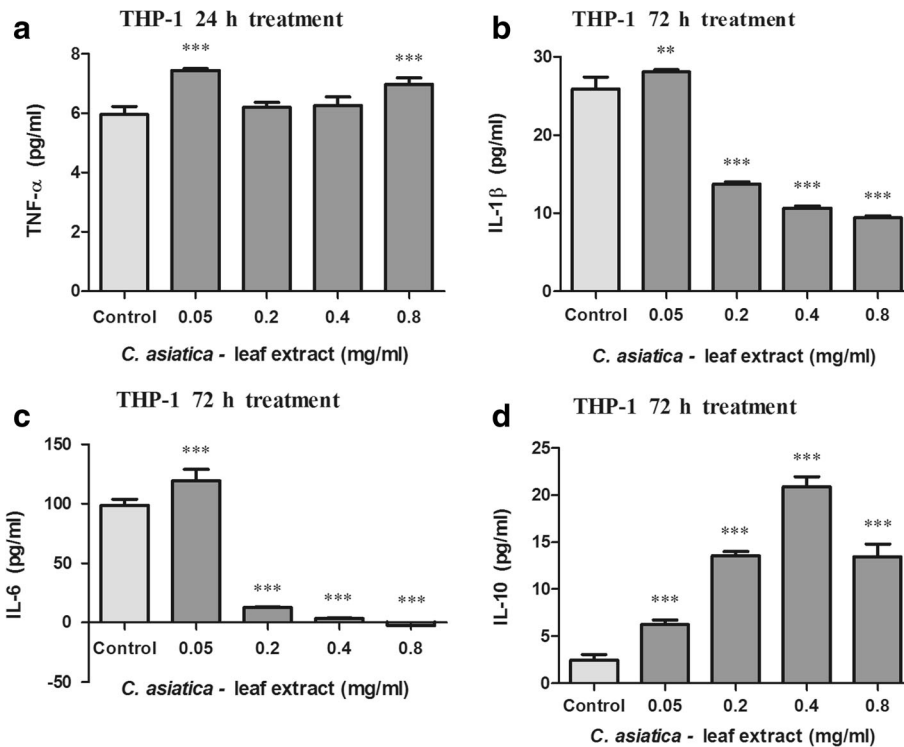 a
THP-1 24 h treatment
TNF-α (pg/ml)
8
6
4
2
0
***
***
Control 0.05 0.2 0.4 0.8
C. asiatica - leaf extract (mg/ml)
b
THP-1 72 h treatment
IL-1β (pg/ml)
30
20
10
0
**
***
***
***
Control 0.05 0.2 0.4 0.8
C. asiatica - leaf extract (mg/ml)
c
THP-1 72 h treatment
IL-6 (pg/ml)
150
100
50
0
-50
***
***
***
***
Control 0.05 0.2 0.4 0.8
C. asiatica - leaf extract (mg/ml)
d
THP-1 72 h treatment
IL-10 (pg/ml)
25
20
15
10
5
0
***
***
***
***
Control 0.05 0.2 0.4 0.8
C. asiatica - leaf extract (mg/ml)